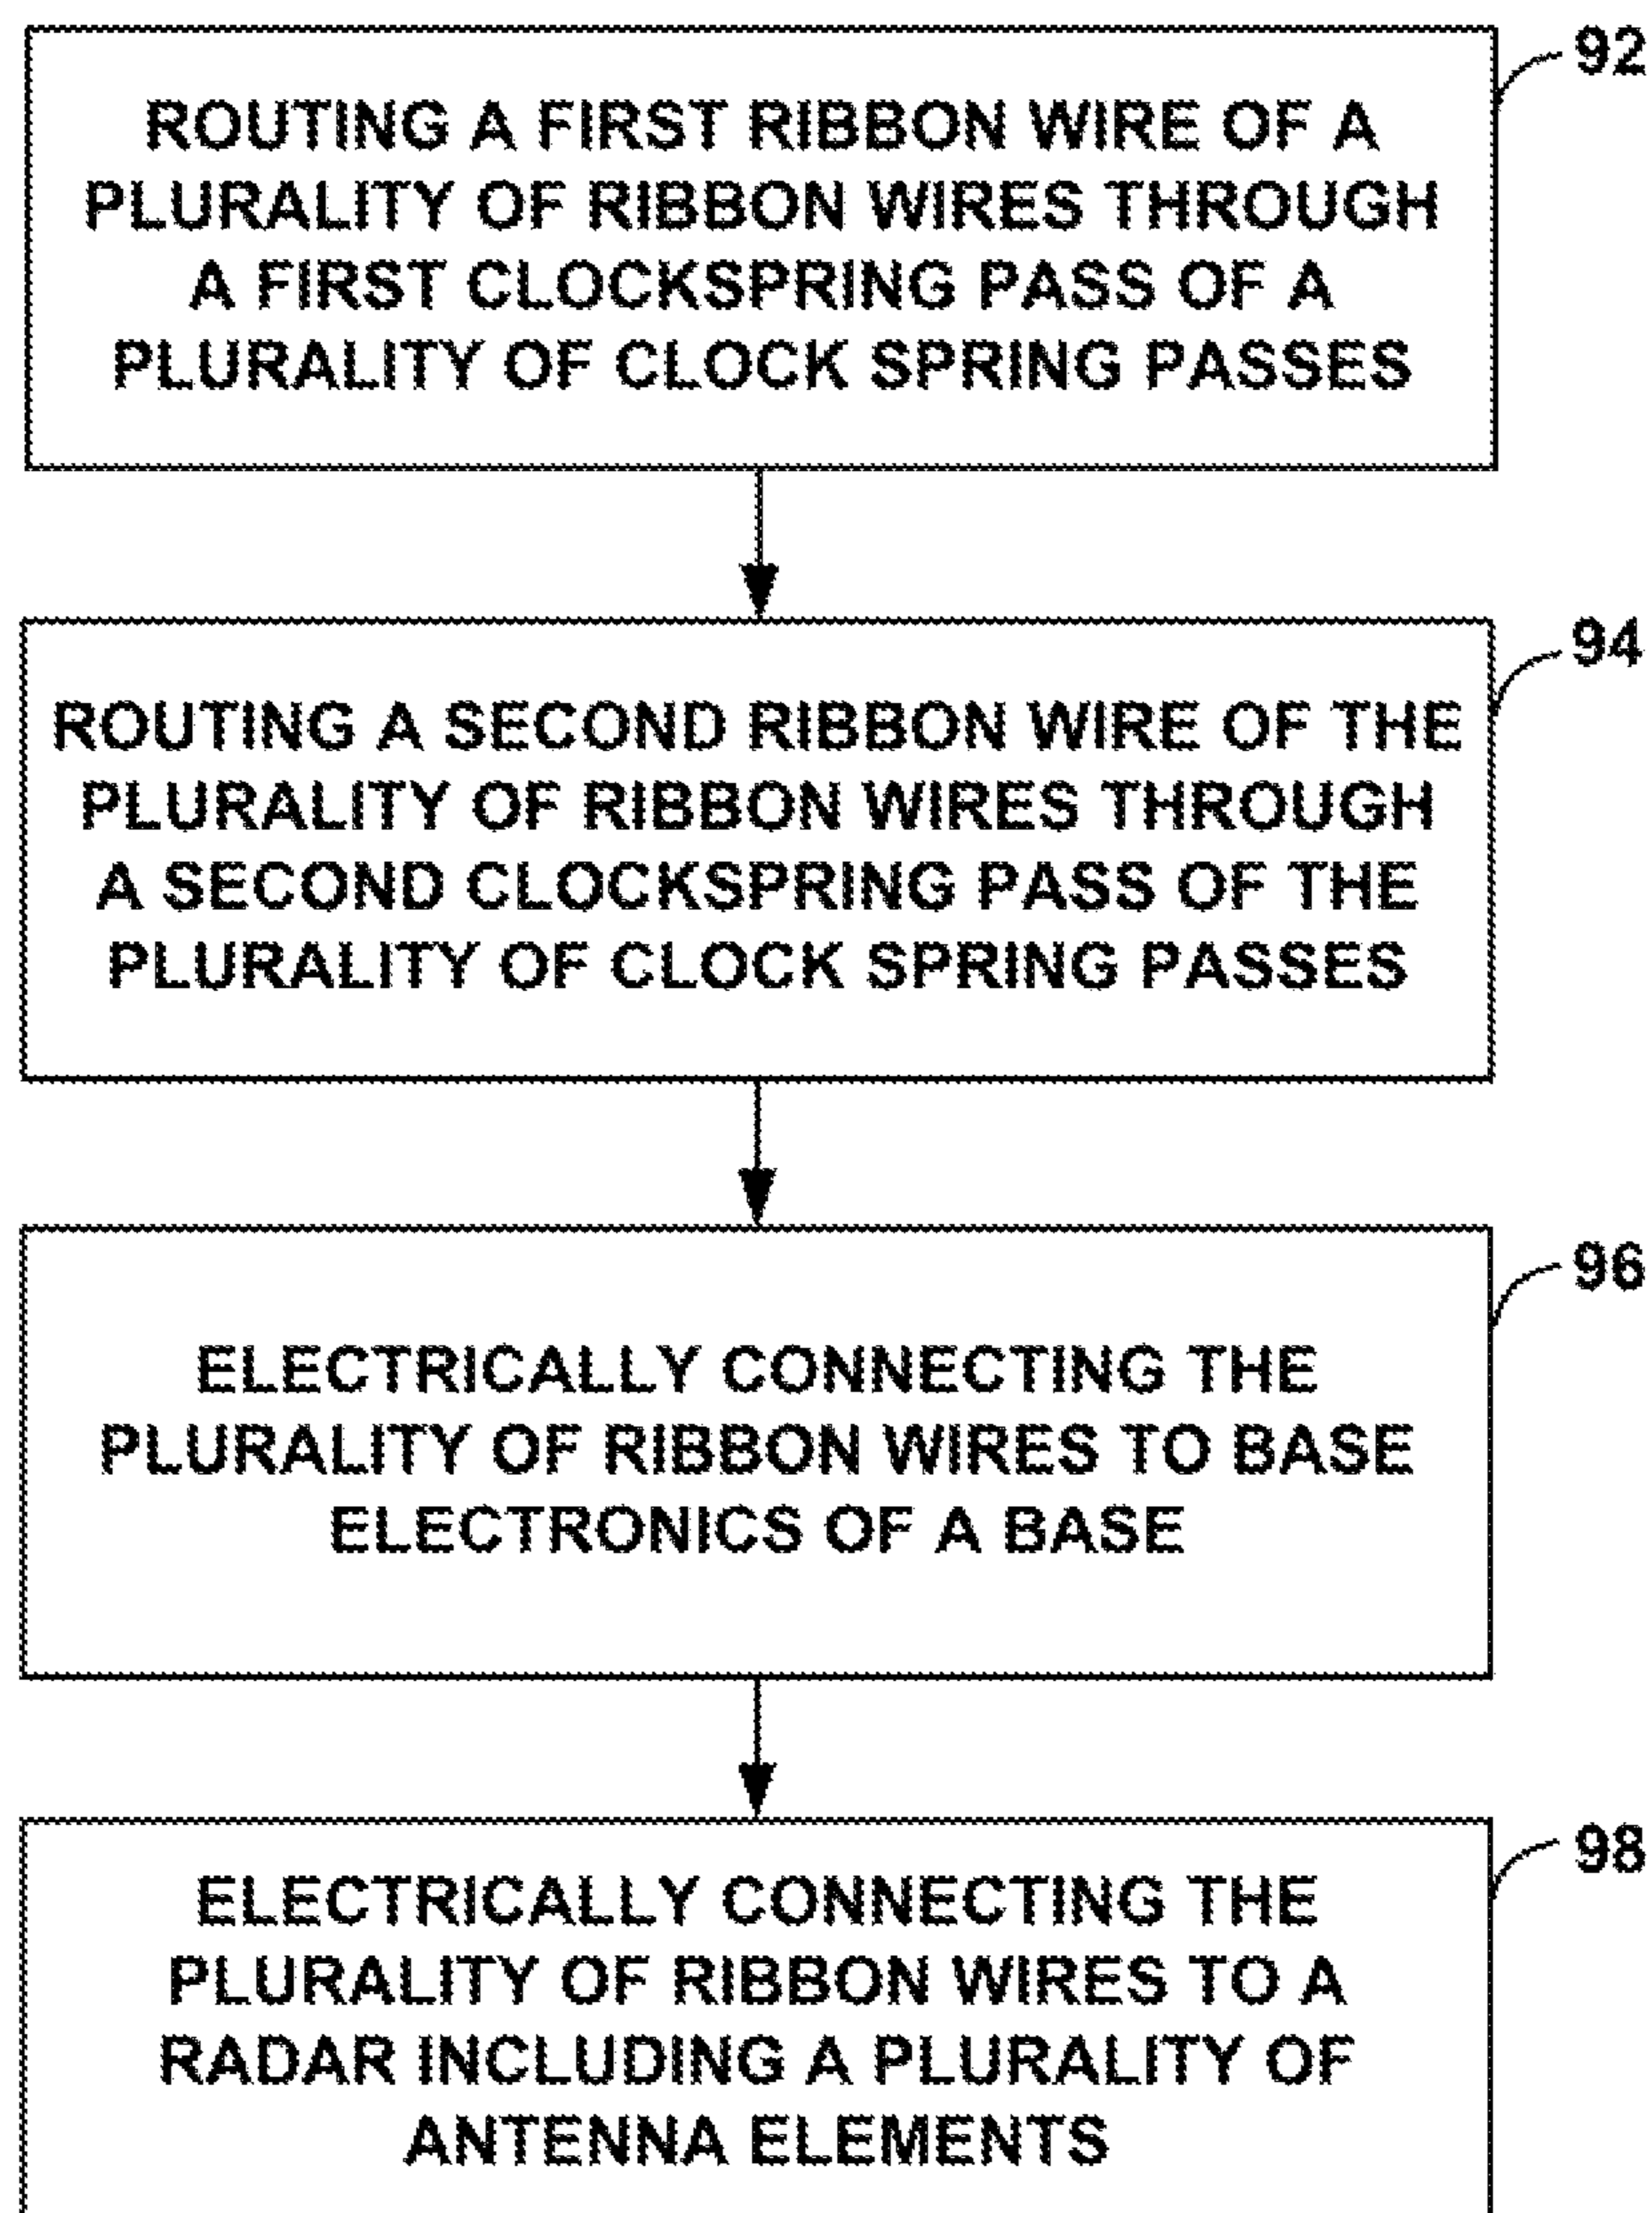 92
ROUTING A FIRST RIBBON WIRE OF A
PLURALITY OF RIBBON WIRES THROUGH
A FIRST CLOCKSPRING PASS OF A
PLURALITY OF CLOCK SPRING PASSES
94
ROUTING A SECOND RIBBON WIRE OF THE
PLURALITY OF RIBBON WIRES THROUGH
A SECOND CLOCKSPRING PASS OF THE
PLURALITY OF CLOCK SPRING PASSES
96
ELECTRICALLY CONNECTING THE
PLURALITY OF RIBBON WIRES TO BASE
ELECTRONICS OF A BASE
98
ELECTRICALLY CONNECTING THE
PLURALITY OF RIBBON WIRES TO A
RADAR INCLUDING A PLURALITY OF
ANTENNA ELEMENTS